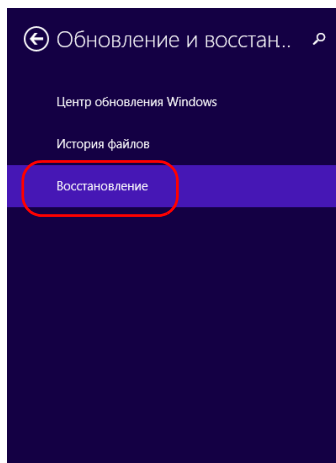 Обновление и восстан..
Центр обновления Windows
История файлов
Восстановление